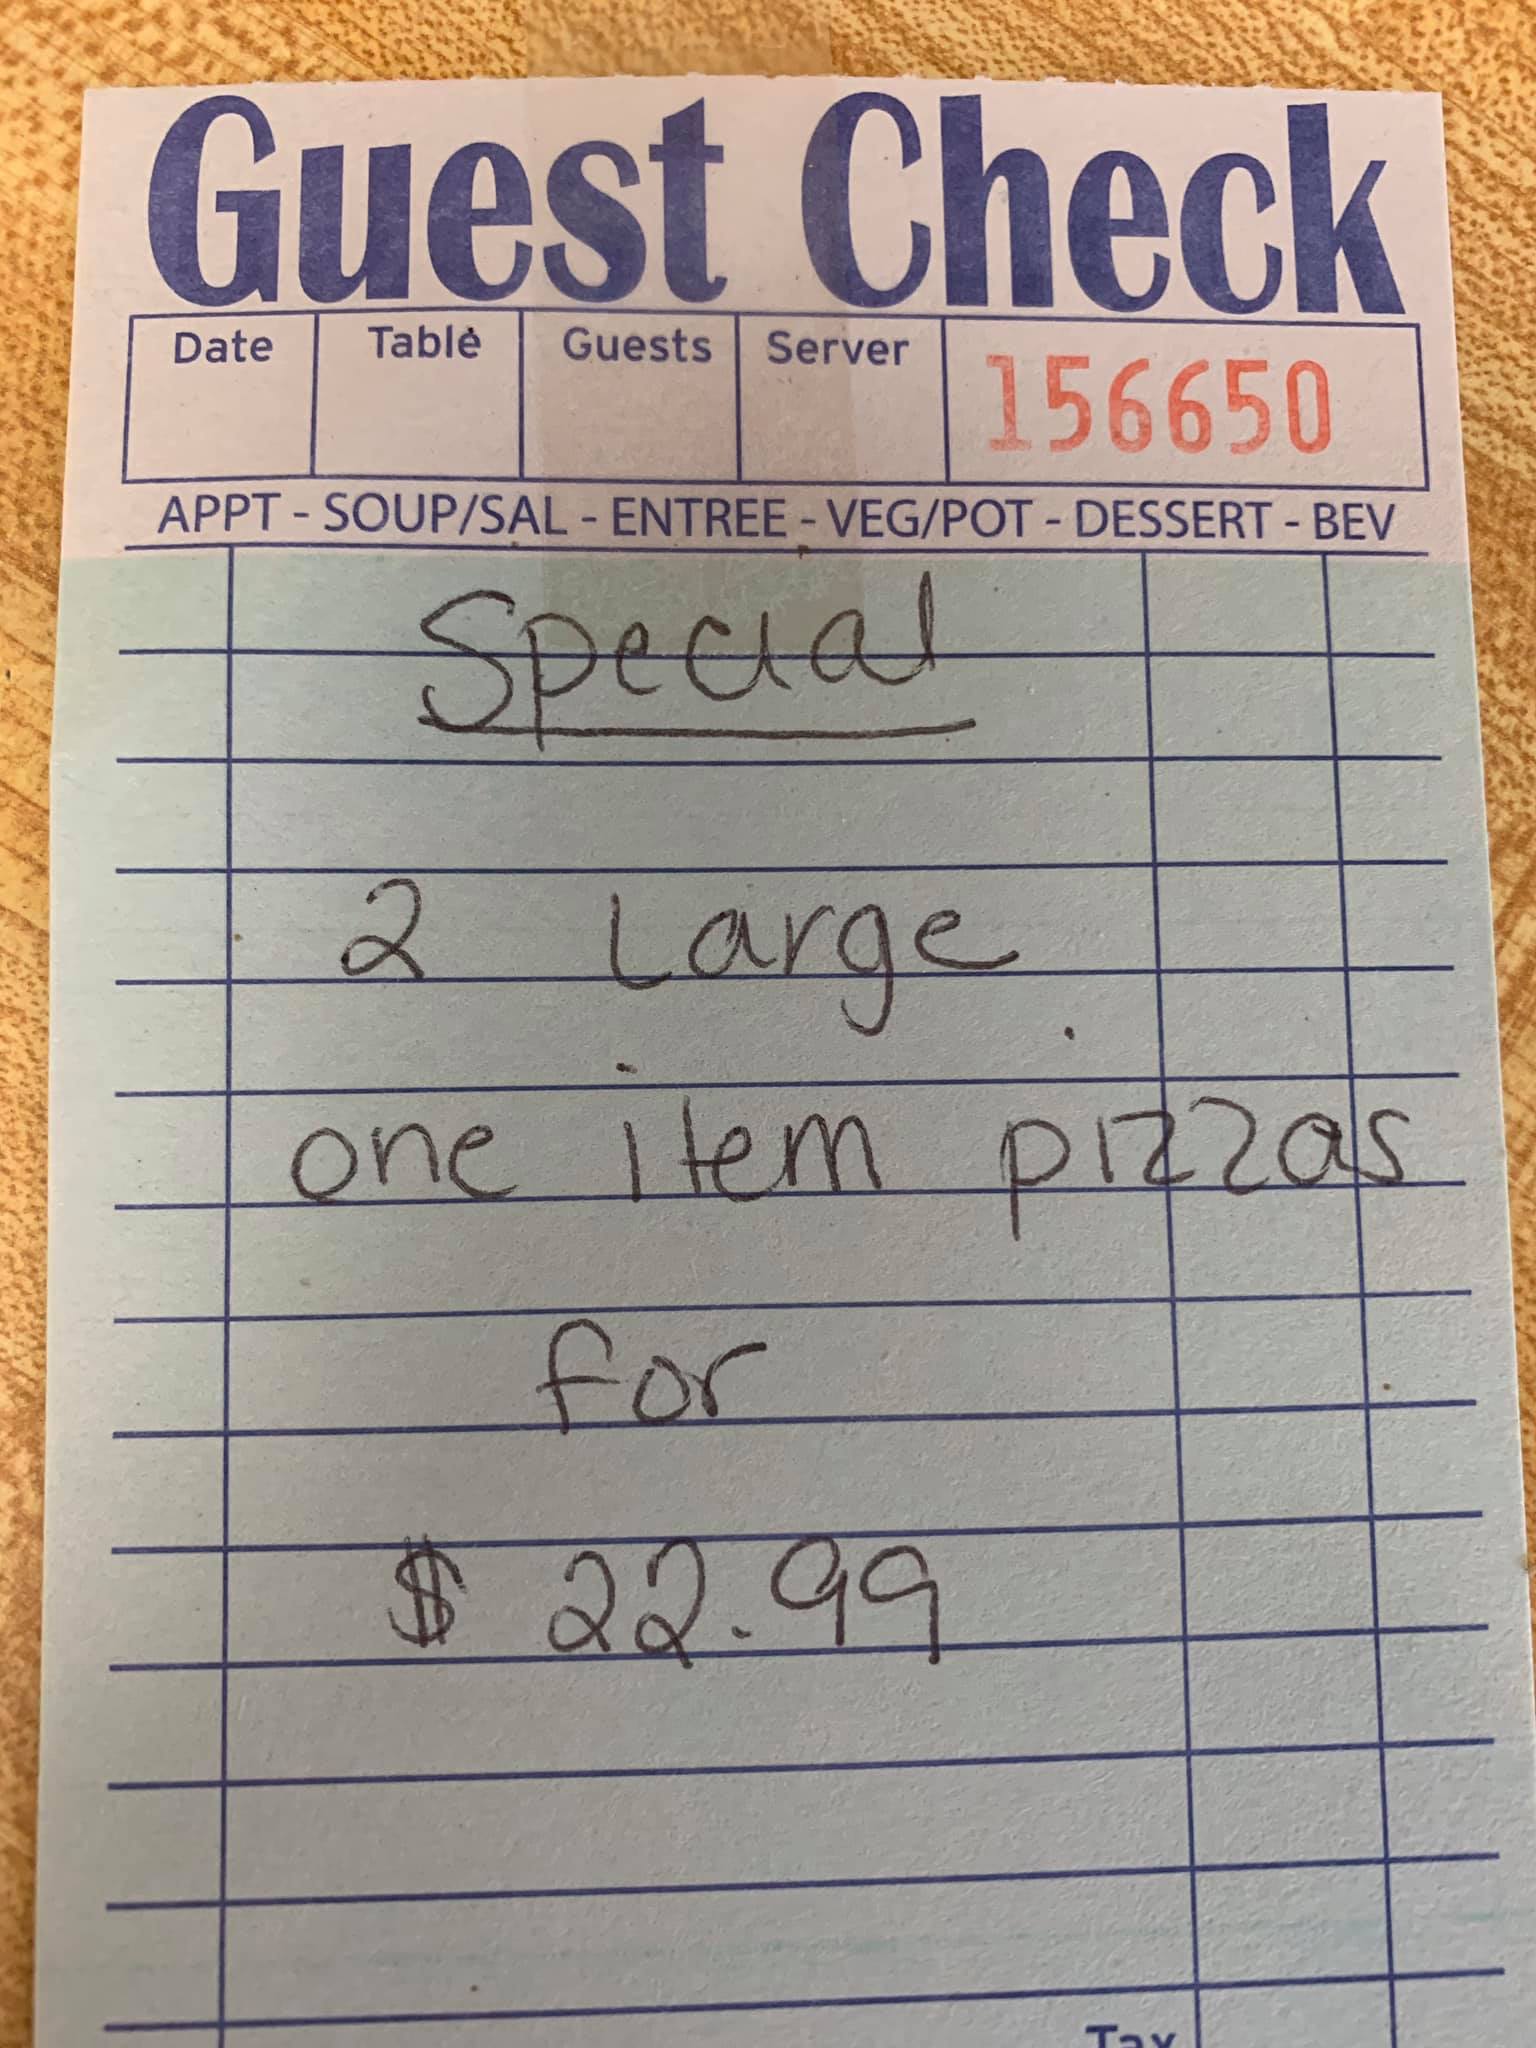 Guest Check
Date Table Guests Server 156650
APPT - SOUP/SAL - ENTREE - VEG/POT - DESSERT - BEV
Special
2 Large
one item pizzas
for
$ 22.99
Tax